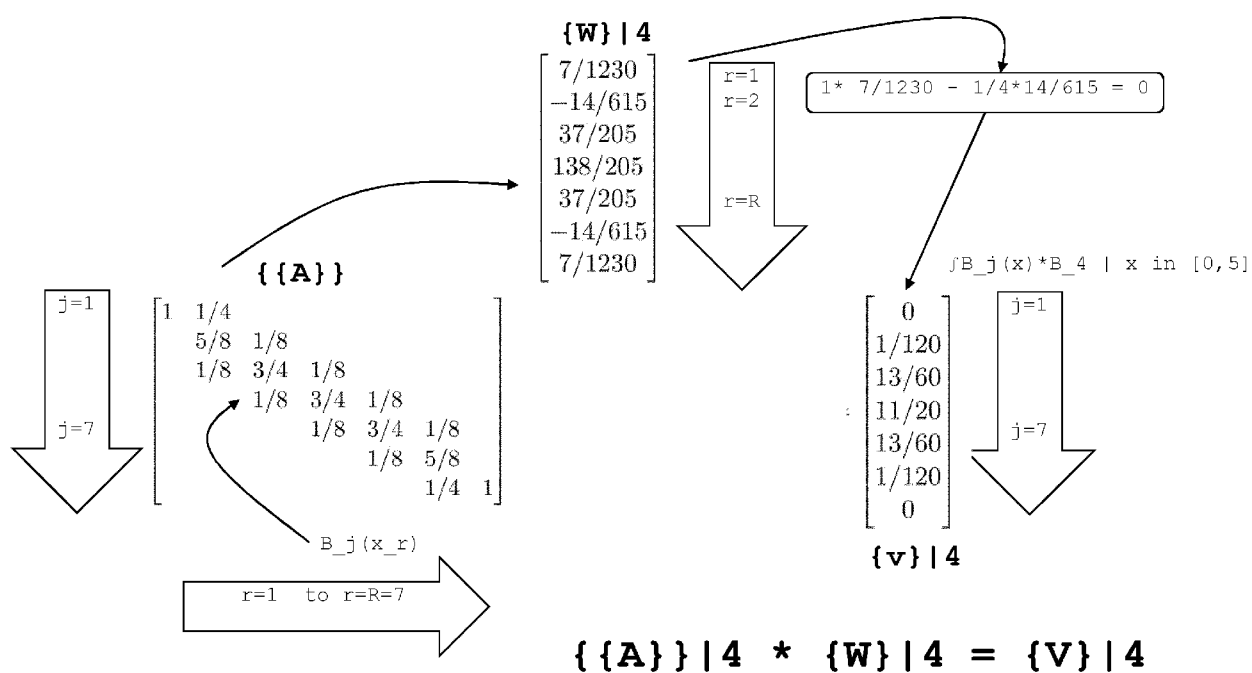 {W}|4
7/1230
−14/615
37/205
138/205
37/205
−14/615
7/1230
r=1
r=2
r=R
1* 7/1230 - 1/4*14/615 = 0
{{A}}
j=1
j=7
1 1/4
5/8 1/8
1/8 3/4 1/8
1/8 3/4 1/8
1/8 3/4 1/8
1/8 5/8
1/4 1
B_j(x_r)
r=1 to r=R=7
∫B_j(x)*B_4 | x in [0,5]
0
1/120
13/60
11/20
13/60
1/120
0
j=1
j=7
{v}|4
{{A}}|4 * {W}|4 = {V}|4